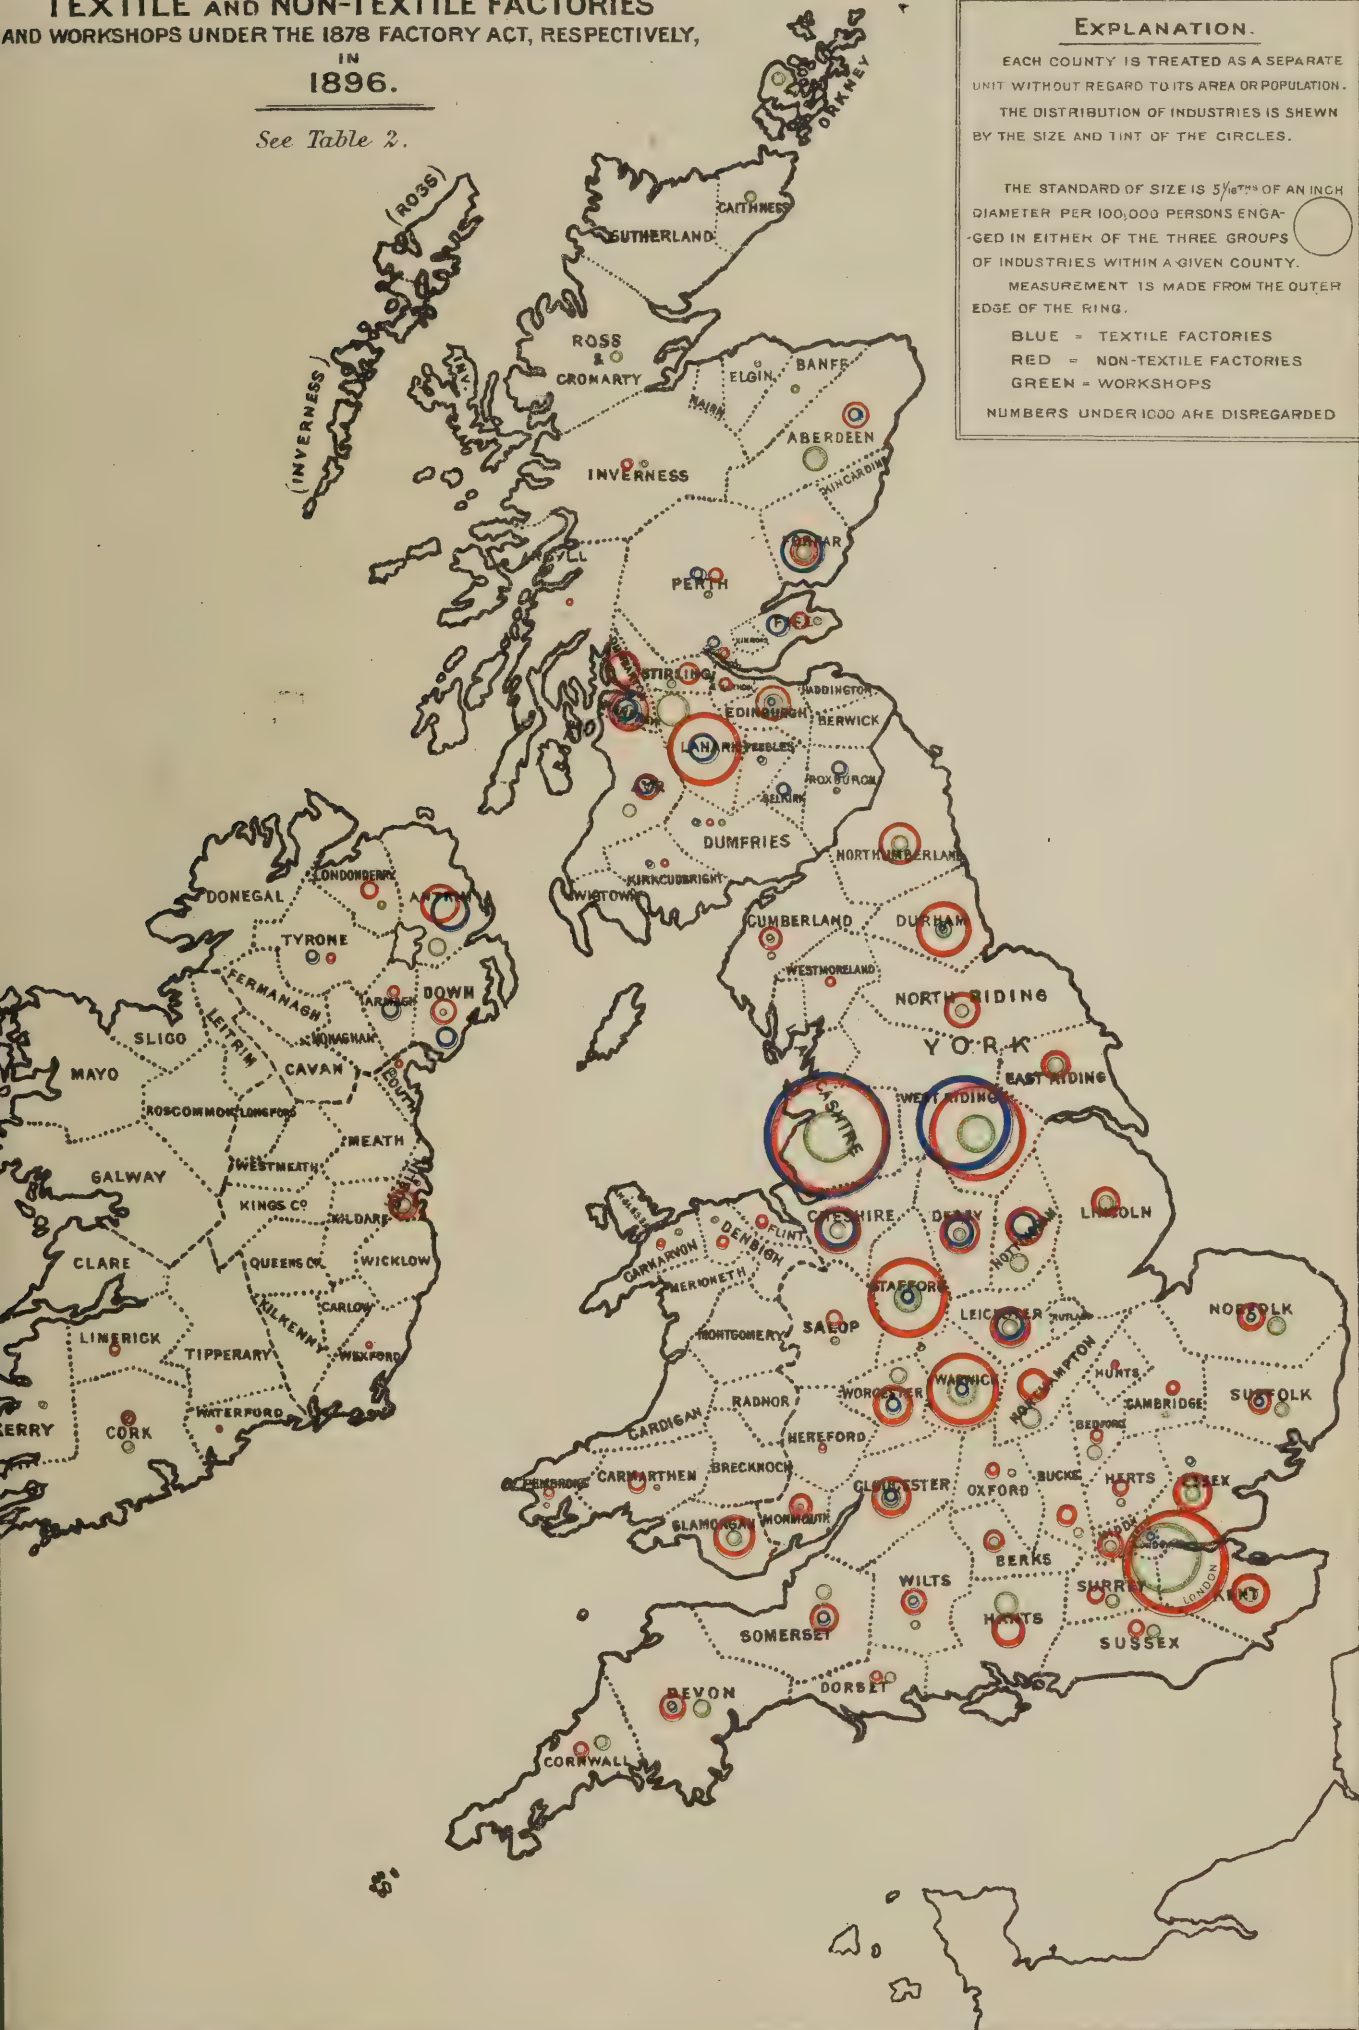 TEXTILE AND NON-TEXTILE FACTORIES
AND WORKSHOPS UNDER THE 1878 FACTORY ACT, RESPECTIVELY,
IN
1896.
See Table 2.
EXPLANATION.
EACH COUNTY IS TREATED AS A SEPARATE
UNIT WITHOUT REGARD TO ITS AREA OR POPULATION.
THE DISTRIBUTION OF INDUSTRIES IS SHEWN
BY THE SIZE AND TINT OF THE CIRCLES.
THE STANDARD OF SIZE IS 5/16THS OF AN INCH
DIAMETER PER 100,000 PERSONS ENGA-
-GED IN EITHER OF THE THREE GROUPS
OF INDUSTRIES WITHIN A GIVEN COUNTY.
MEASUREMENT IS MADE FROM THE OUTER
EDGE OF THE RING.
BLUE = TEXTILE FACTORIES
RED = NON-TEXTILE FACTORIES
GREEN = WORKSHOPS
NUMBERS UNDER 1000 ARE DISREGARDED
ORKNEY
(ROSS)
CAITHNESS
SUTHERLAND
ROSS
&
CROMARTY
INV.
(INVERNESS)
ELGIN
BANFF
NAIRN
ABERDEEN
INVERNESS
KINCARDINE
FORFAR
ARGYLL
PERTH
FIFE
KINROSS
DUMBARTON
STIRLING
HADDINGTON
EDINBURGH
BERWICK
LANARK
PEEBLES
ROXBURGH
SELKIRK
AYR
DUMFRIES
KIRKCUDBRIGHT
WIGTOWN
NORTHUMBERLAND
LONDONDERRY
DONEGAL
ANTRIM
TYRONE
FERMANAGH
ARMAGH
DOWN
LEITRIM
SLIGO
MONAGHAN
CAVAN
LOUTH
MAYO
ROSCOMMON
LONGFORD
MEATH
WESTMEATH
GALWAY
KINGS CO
KILDARE
CLARE
QUEENS CY.
WICKLOW
CARLOW
KILKENNY
LIMERICK
TIPPERARY
WEXFORD
WATERFORD
KERRY
CORK
CUMBERLAND
DURHAM
WESTMORELAND
NORTH RIDING
YORK
EAST RIDING
LANCASHIRE
WEST RIDING
ANGLESEY
CHESHIRE
DERBY
NOTTINGHAM
LINCOLN
FLINT
DENBIGH
CARNARVON
MERIONETH
STAFFORD
LEICESTER
RUTLAND
NORFOLK
SALOP
MONTGOMERY
NORTHAMPTON
HUNTS
CAMBRIDGE
SUFFOLK
WORCESTER
WARWICK
RADNOR
CARDIGAN
HEREFORD
BEDFORD
BRECKNOCK
CARMARTHEN
PEMBROKE
GLOUCESTER
OXFORD
BUCKS
HERTS
ESSEX
GLAMORGAN
MONMOUTH
LONDON
BERKS
WILTS
SURREY
KENT
HANTS
SOMERSET
SUSSEX
DEVON
DORSET
CORNWALL